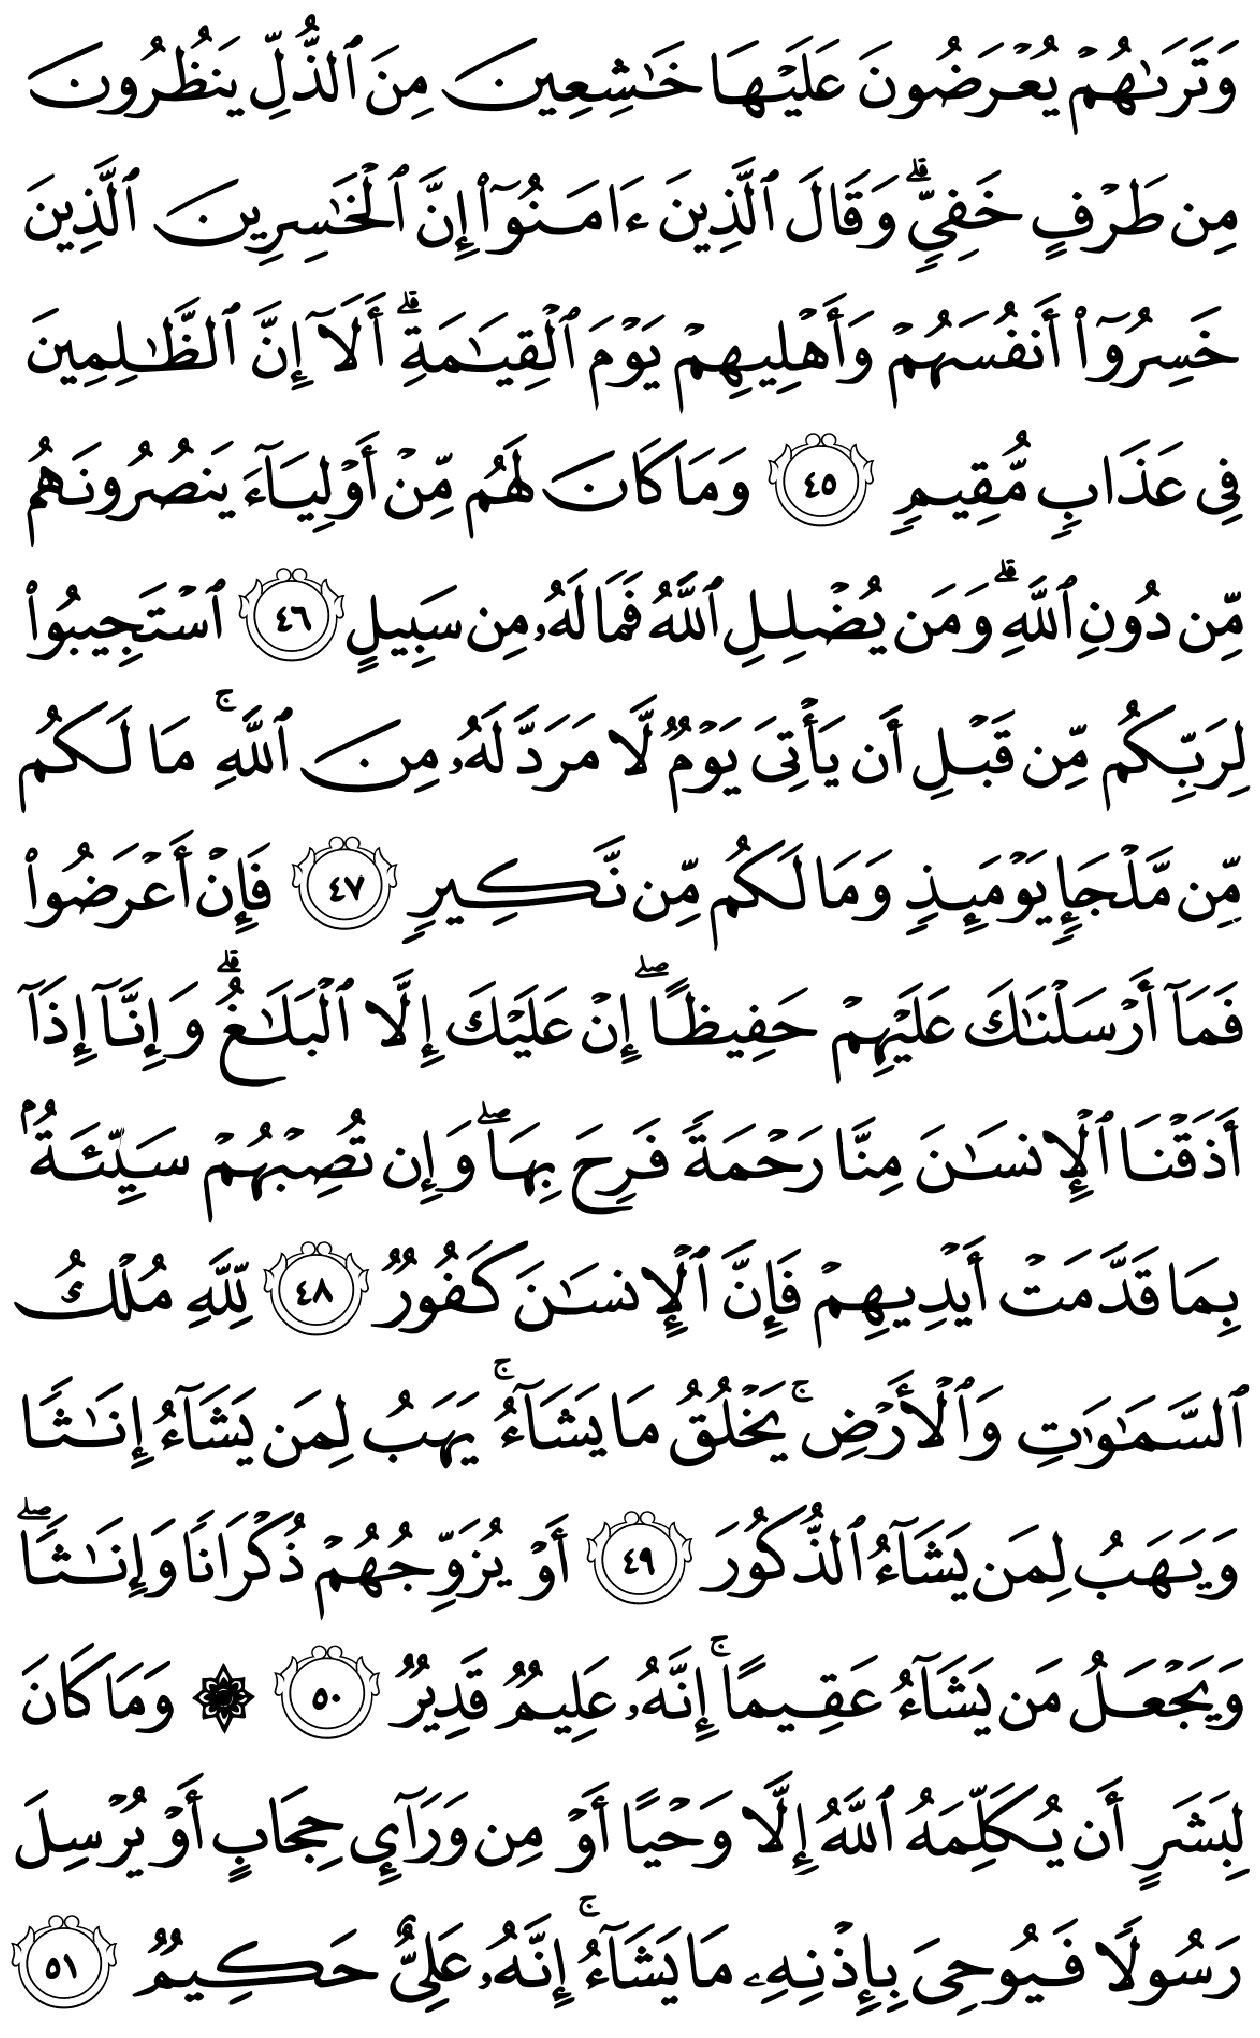 وَتَرَىٰهُمۡ يُعۡرَضُونَ عَلَيۡهَا خَٰشِعِينَ مِنَ ٱلذُّلِّ يَنظُرُونَ
مِن طَرۡفٍ خَفِيّٖۗ وَقَالَ ٱلَّذِينَ ءَامَنُوٓاْ إِنَّ ٱلۡخَٰسِرِينَ ٱلَّذِينَ
خَسِرُوٓاْ أَنفُسَهُمۡ وَأَهۡلِيهِمۡ يَوۡمَ ٱلۡقِيَٰمَةِۗ أَلَآ إِنَّ ٱلظَّٰلِمِينَ
فِي عَذَابٖ مُّقِيمٖ ٤٥ وَمَا كَانَ لَهُم مِّنۡ أَوۡلِيَآءَ يَنصُرُونَهُم
مِّن دُونِ ٱللَّهِۗ وَمَن يُضۡلِلِ ٱللَّهُ فَمَا لَهُۥ مِن سَبِيلٍ ٤٦ ٱسۡتَجِيبُواْ
لِرَبِّكُم مِّن قَبۡلِ أَن يَأۡتِيَ يَوۡمٞ لَّا مَرَدَّ لَهُۥ مِنَ ٱللَّهِۚ مَا لَكُم
مِّن مَّلۡجَإٖ يَوۡمَئِذٖ وَمَا لَكُم مِّن نَّكِيرٖ ٤٧ فَإِنۡ أَعۡرَضُواْ
فَمَآ أَرۡسَلۡنَٰكَ عَلَيۡهِمۡ حَفِيظًاۖ إِنۡ عَلَيۡكَ إِلَّا ٱلۡبَلَٰغُۗ وَإِنَّآ إِذَآ
أَذَقۡنَا ٱلۡإِنسَٰنَ مِنَّا رَحۡمَةٗ فَرِحَ بِهَاۖ وَإِن تُصِبۡهُمۡ سَيِّئَةُۢ
بِمَا قَدَّمَتۡ أَيۡدِيهِمۡ فَإِنَّ ٱلۡإِنسَٰنَ كَفُورٞ ٤٨ لِّلَّهِ مُلۡكُ
ٱلسَّمَٰوَٰتِ وَٱلۡأَرۡضِۚ يَخۡلُقُ مَا يَشَآءُۚ يَهَبُ لِمَن يَشَآءُ إِنَٰثٗا
وَيَهَبُ لِمَن يَشَآءُ ٱلذُّكُورَ ٤٩ أَوۡ يُزَوِّجُهُمۡ ذُكۡرَانٗا وَإِنَٰثٗاۖ
وَيَجۡعَلُ مَن يَشَآءُ عَقِيمًاۚ إِنَّهُۥ عَلِيمٞ قَدِيرٞ ٥٠ ۞ وَمَا كَانَ
لِبَشَرٍ أَن يُكَلِّمَهُ ٱللَّهُ إِلَّا وَحۡيًا أَوۡ مِن وَرَآيِٕ حِجَابٍ أَوۡ يُرۡسِلَ
رَسُولٗا فَيُوحِيَ بِإِذۡنِهِۦ مَا يَشَآءُۚ إِنَّهُۥ عَلِيٌّ حَكِيمٞ ٥١